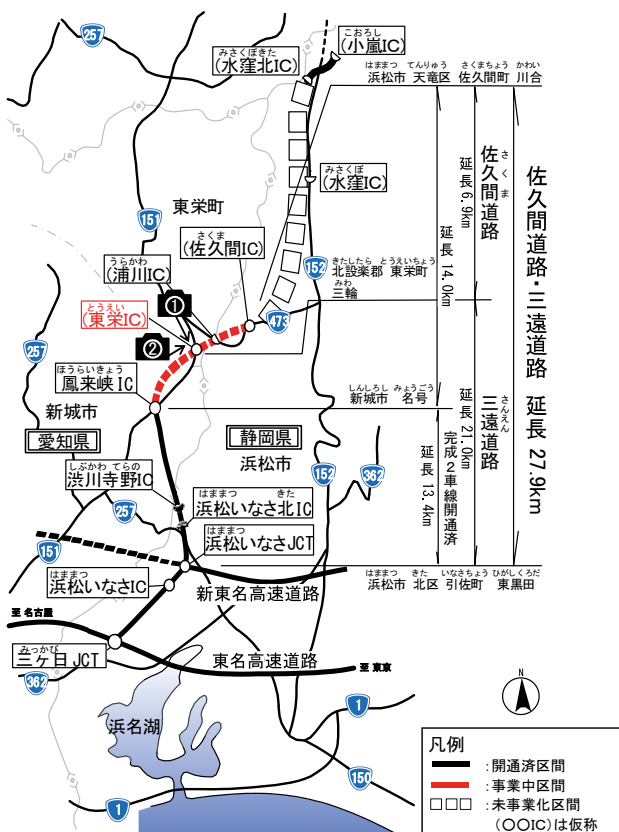 257
こおろし
(小嵐IC)
みさくぼきた
(水窪北IC)
はままつ てんりゅう さくまちょう かわい
浜松市 天竜区 佐久間町 川合
みさくぼ
(水窪IC)
151
東栄町
さくま
(佐久間IC)
うらかわ
(浦川IC)
152
きたしたら とうえいちょう
北設楽郡 東栄町
みわ
三輪
①
とうえい
(東栄IC)
②
473
257
ほうらいきょう
鳳来峡IC
しんしろし みょうごう
新城市 名号
新城市
愛知県
静岡県
浜松市
152
362
しぶかわ てらの
渋川寺野IC
はままつ きた
浜松いなさ北IC
257
はままつ
浜松いなさJCT
151
はままつ
浜松いなさIC
はままつ きた いなさちょう ひがしくろだ
浜松市 北区 引佐町 東黒田
新東名高速道路
至 名古屋
みっかび
三ヶ日JCT
東名高速道路
至 東京
362
浜名湖
1
1
150
佐久間道路・三遠道路 延長 27.9km
さくま
佐久間道路
延長 6.9km
延長 14.0km
さんえん
三遠道路
延長 21.0km
完成2車線開通済
延長 13.4km
N
凡例
:開通済区間
:事業中区間
:未事業化区間
(○○IC)は仮称